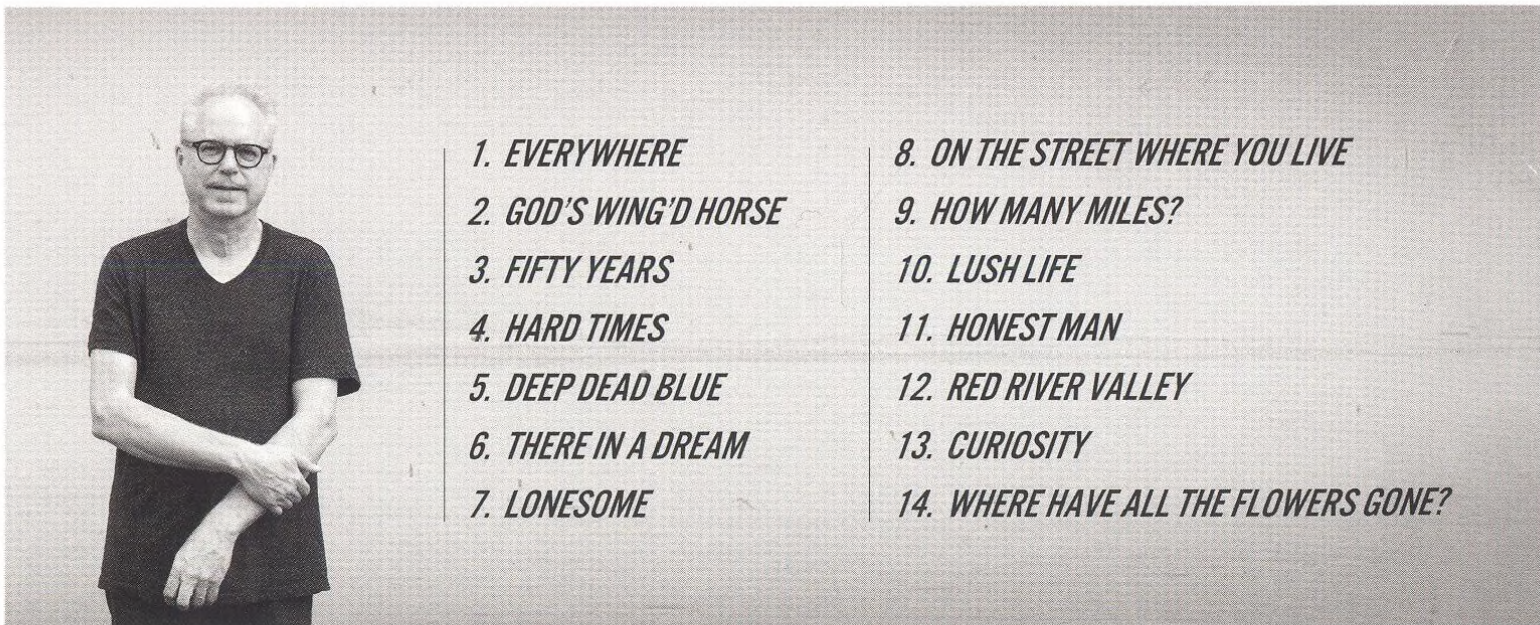 1. EVERYWHERE
2. GOD'S WING'D HORSE
3. FIFTY YEARS
4. HARD TIMES
5. DEEP DEAD BLUE
6. THERE IN A DREAM
7. LONESOME
8. ON THE STREET WHERE YOU LIVE
9. HOW MANY MILES?
10. LUSH LIFE
11. HONEST MAN
12. RED RIVER VALLEY
13. CURIOSITY
14. WHERE HAVE ALL THE FLOWERS GONE?